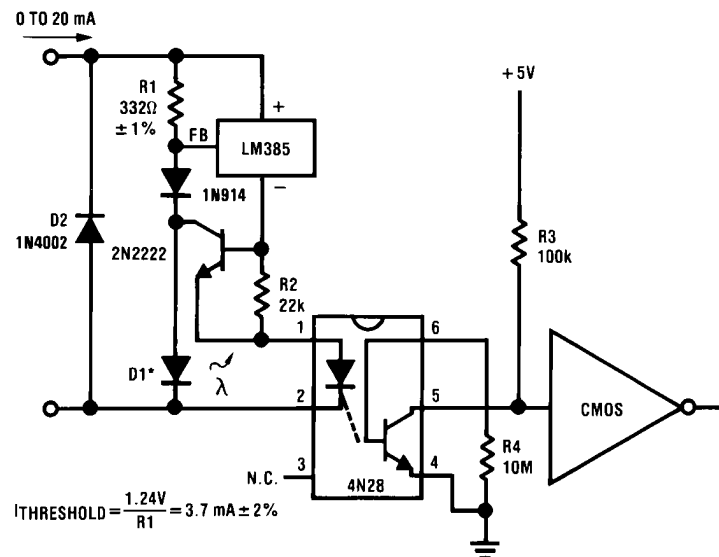 0 TO 20 mA
R1
332Ω
±1%
FB
+
LM385
−
+5V
1N914
D2
1N4002
2N2222
R2
22k
R3
100k
D1*
λ
1
2
3
N.C.
6
5
4
4N28
R4
10M
CMOS
ITHRESHOLD = 1.24V / R1 = 3.7 mA ± 2%